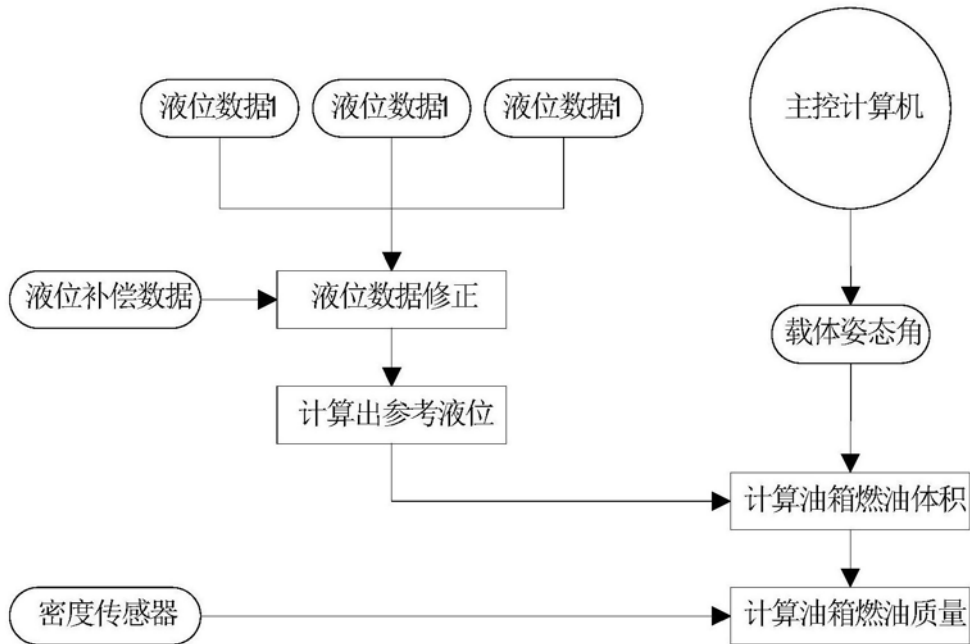 液位数据1
液位数据1
液位数据1
主控计算机
液位补偿数据
液位数据修正
载体姿态角
计算出参考液位
计算油箱燃油体积
密度传感器
计算油箱燃油质量